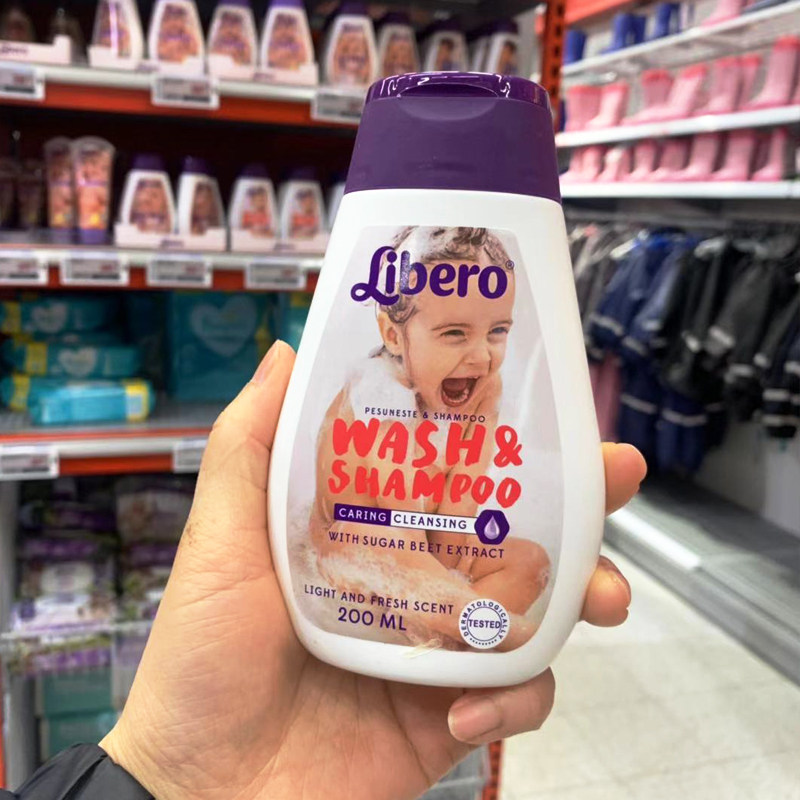 Libero®
PESUNESTE & SHAMPOO
WASH &
SHAMPOO
CARING CLEANSING
WITH SUGAR BEET EXTRACT
LIGHT AND FRESH SCENT
200 ML
DERMATOLOGICALLY
TESTED